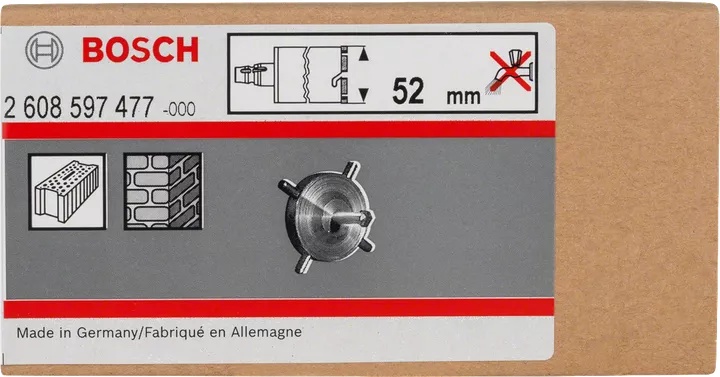 BOSCH
2 608 597 477 -000
52 mm
Made in Germany/Fabriqué en Allemagne